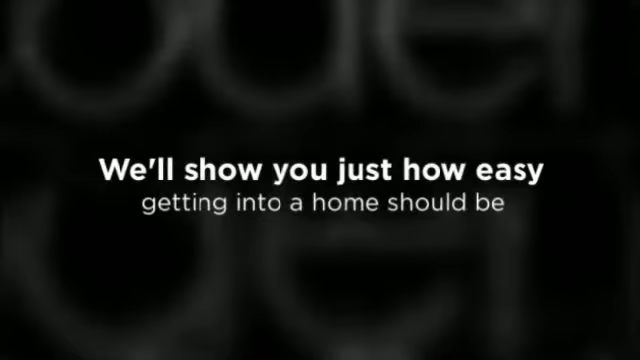 We'll show you just how easy
getting into a home should be